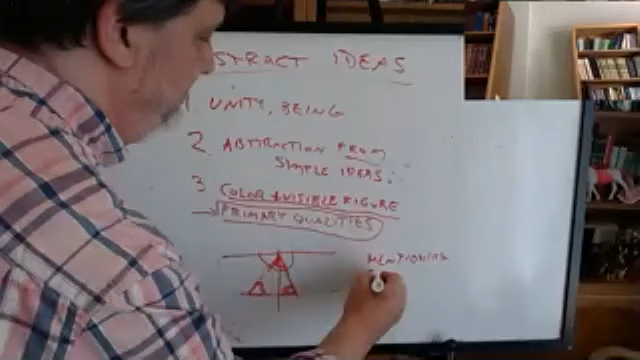 STRACT IDEAS
1. UNITY, BEING
2 ABSTRACTION FROM
SIMPLE IDEAS
3 COLOR & VISIBLE FIGURE
PRIMARY QUALITIES
MENTIONING